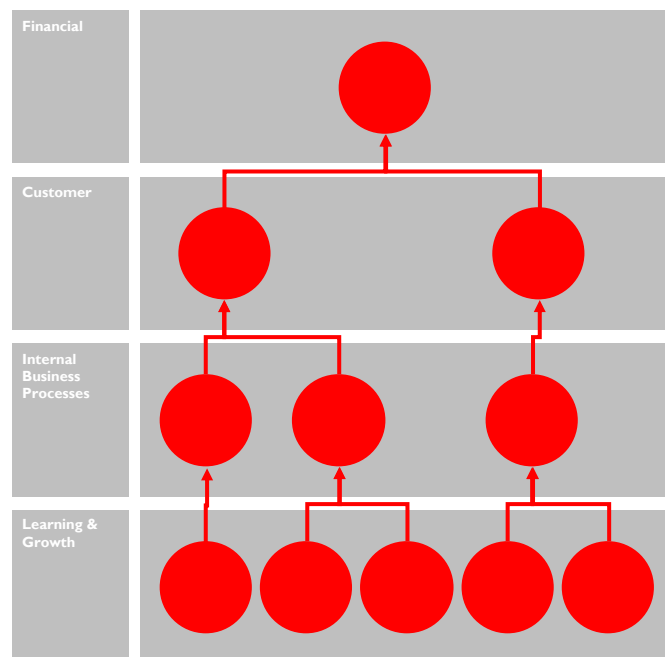 Financial
Customer
Internal
Business
Processes
Learning &
Growth